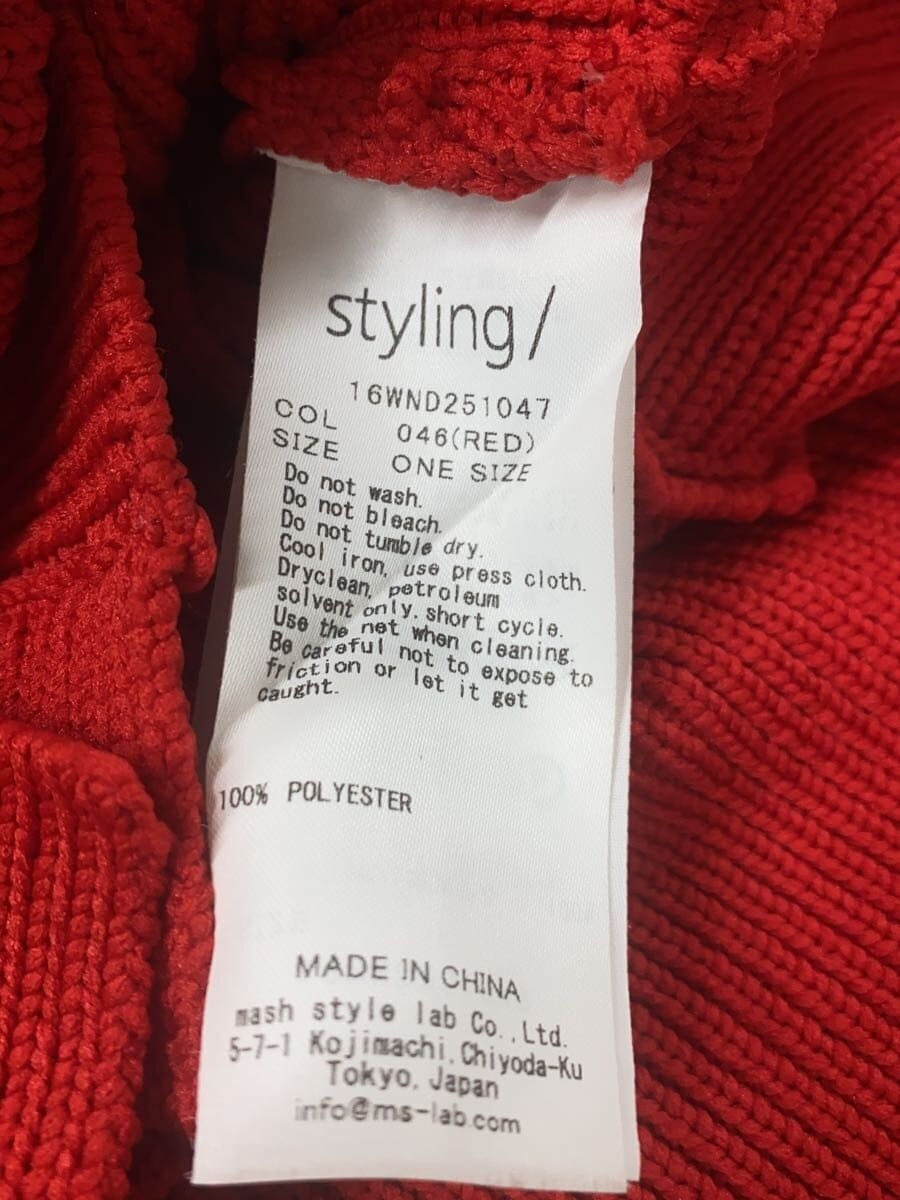 styling/
16WND251047
COL 046(RED)
SIZE ONE SIZE
Do not wash.
Do not bleach.
Do not tumble dry.
Cool iron, use press cloth.
Dryclean, petroleum
solvent only. short cycle.
Use the net when cleaning.
Be careful not to expose to
friction or let it get
caught.
100% POLYESTER
MADE IN CHINA
mash style lab Co.,Ltd.
5-7-1 Kojimachi, Chiyoda-Ku
Tokyo, Japan
info@ms-lab.com